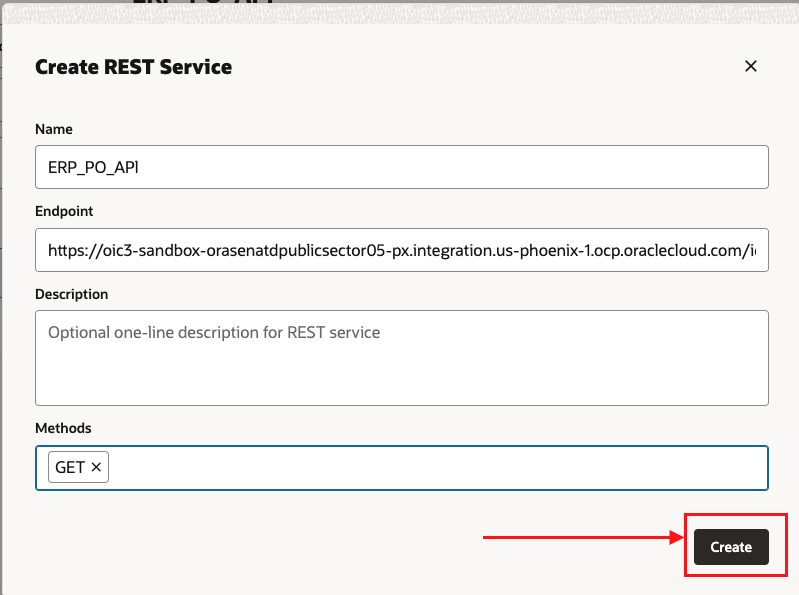 Create REST Service
Name
ERP_PO_API
Endpoint
https://oic3-sandbox-orasenatdpublicsector05-px.integration.us-phoenix-1.ocp.oraclecloud.com/i
Description
Optional one-line description for REST service
Methods
GET
Create